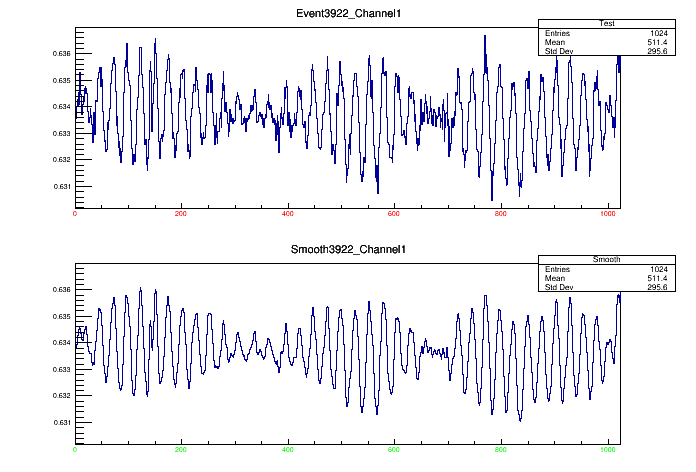 Event3922_Channel1
Test
Entries 1024
Mean 511.4
Std Dev 295.6
0.636
0.635
0.634
0.633
0.632
0.631
0 200 400 600 800 1000
Smooth3922_Channel1
Smooth
Entries 1024
Mean 511.4
Std Dev 295.6
0.636
0.635
0.634
0.633
0.632
0.631
0 200 400 600 800 1000